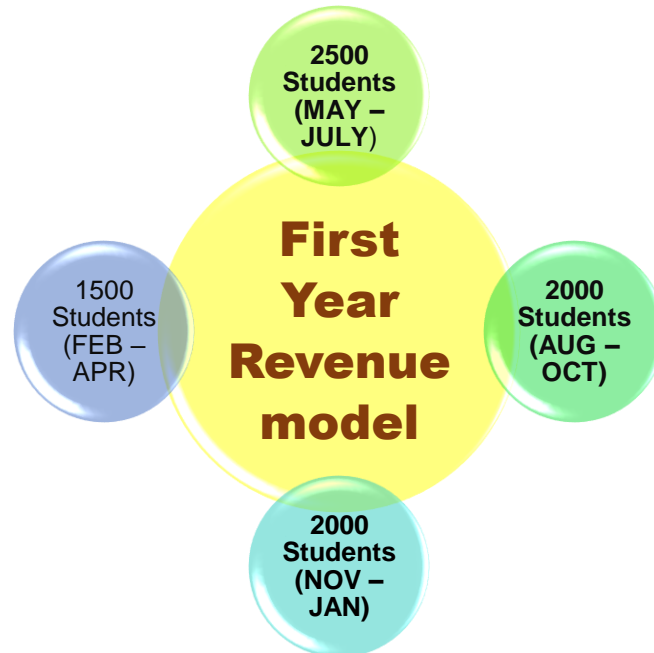 2500
Students
(MAY –
JULY)
First
Year
Revenue
model
1500
Students
(FEB –
APR)
2000
Students
(AUG –
OCT)
2000
Students
(NOV –
JAN)